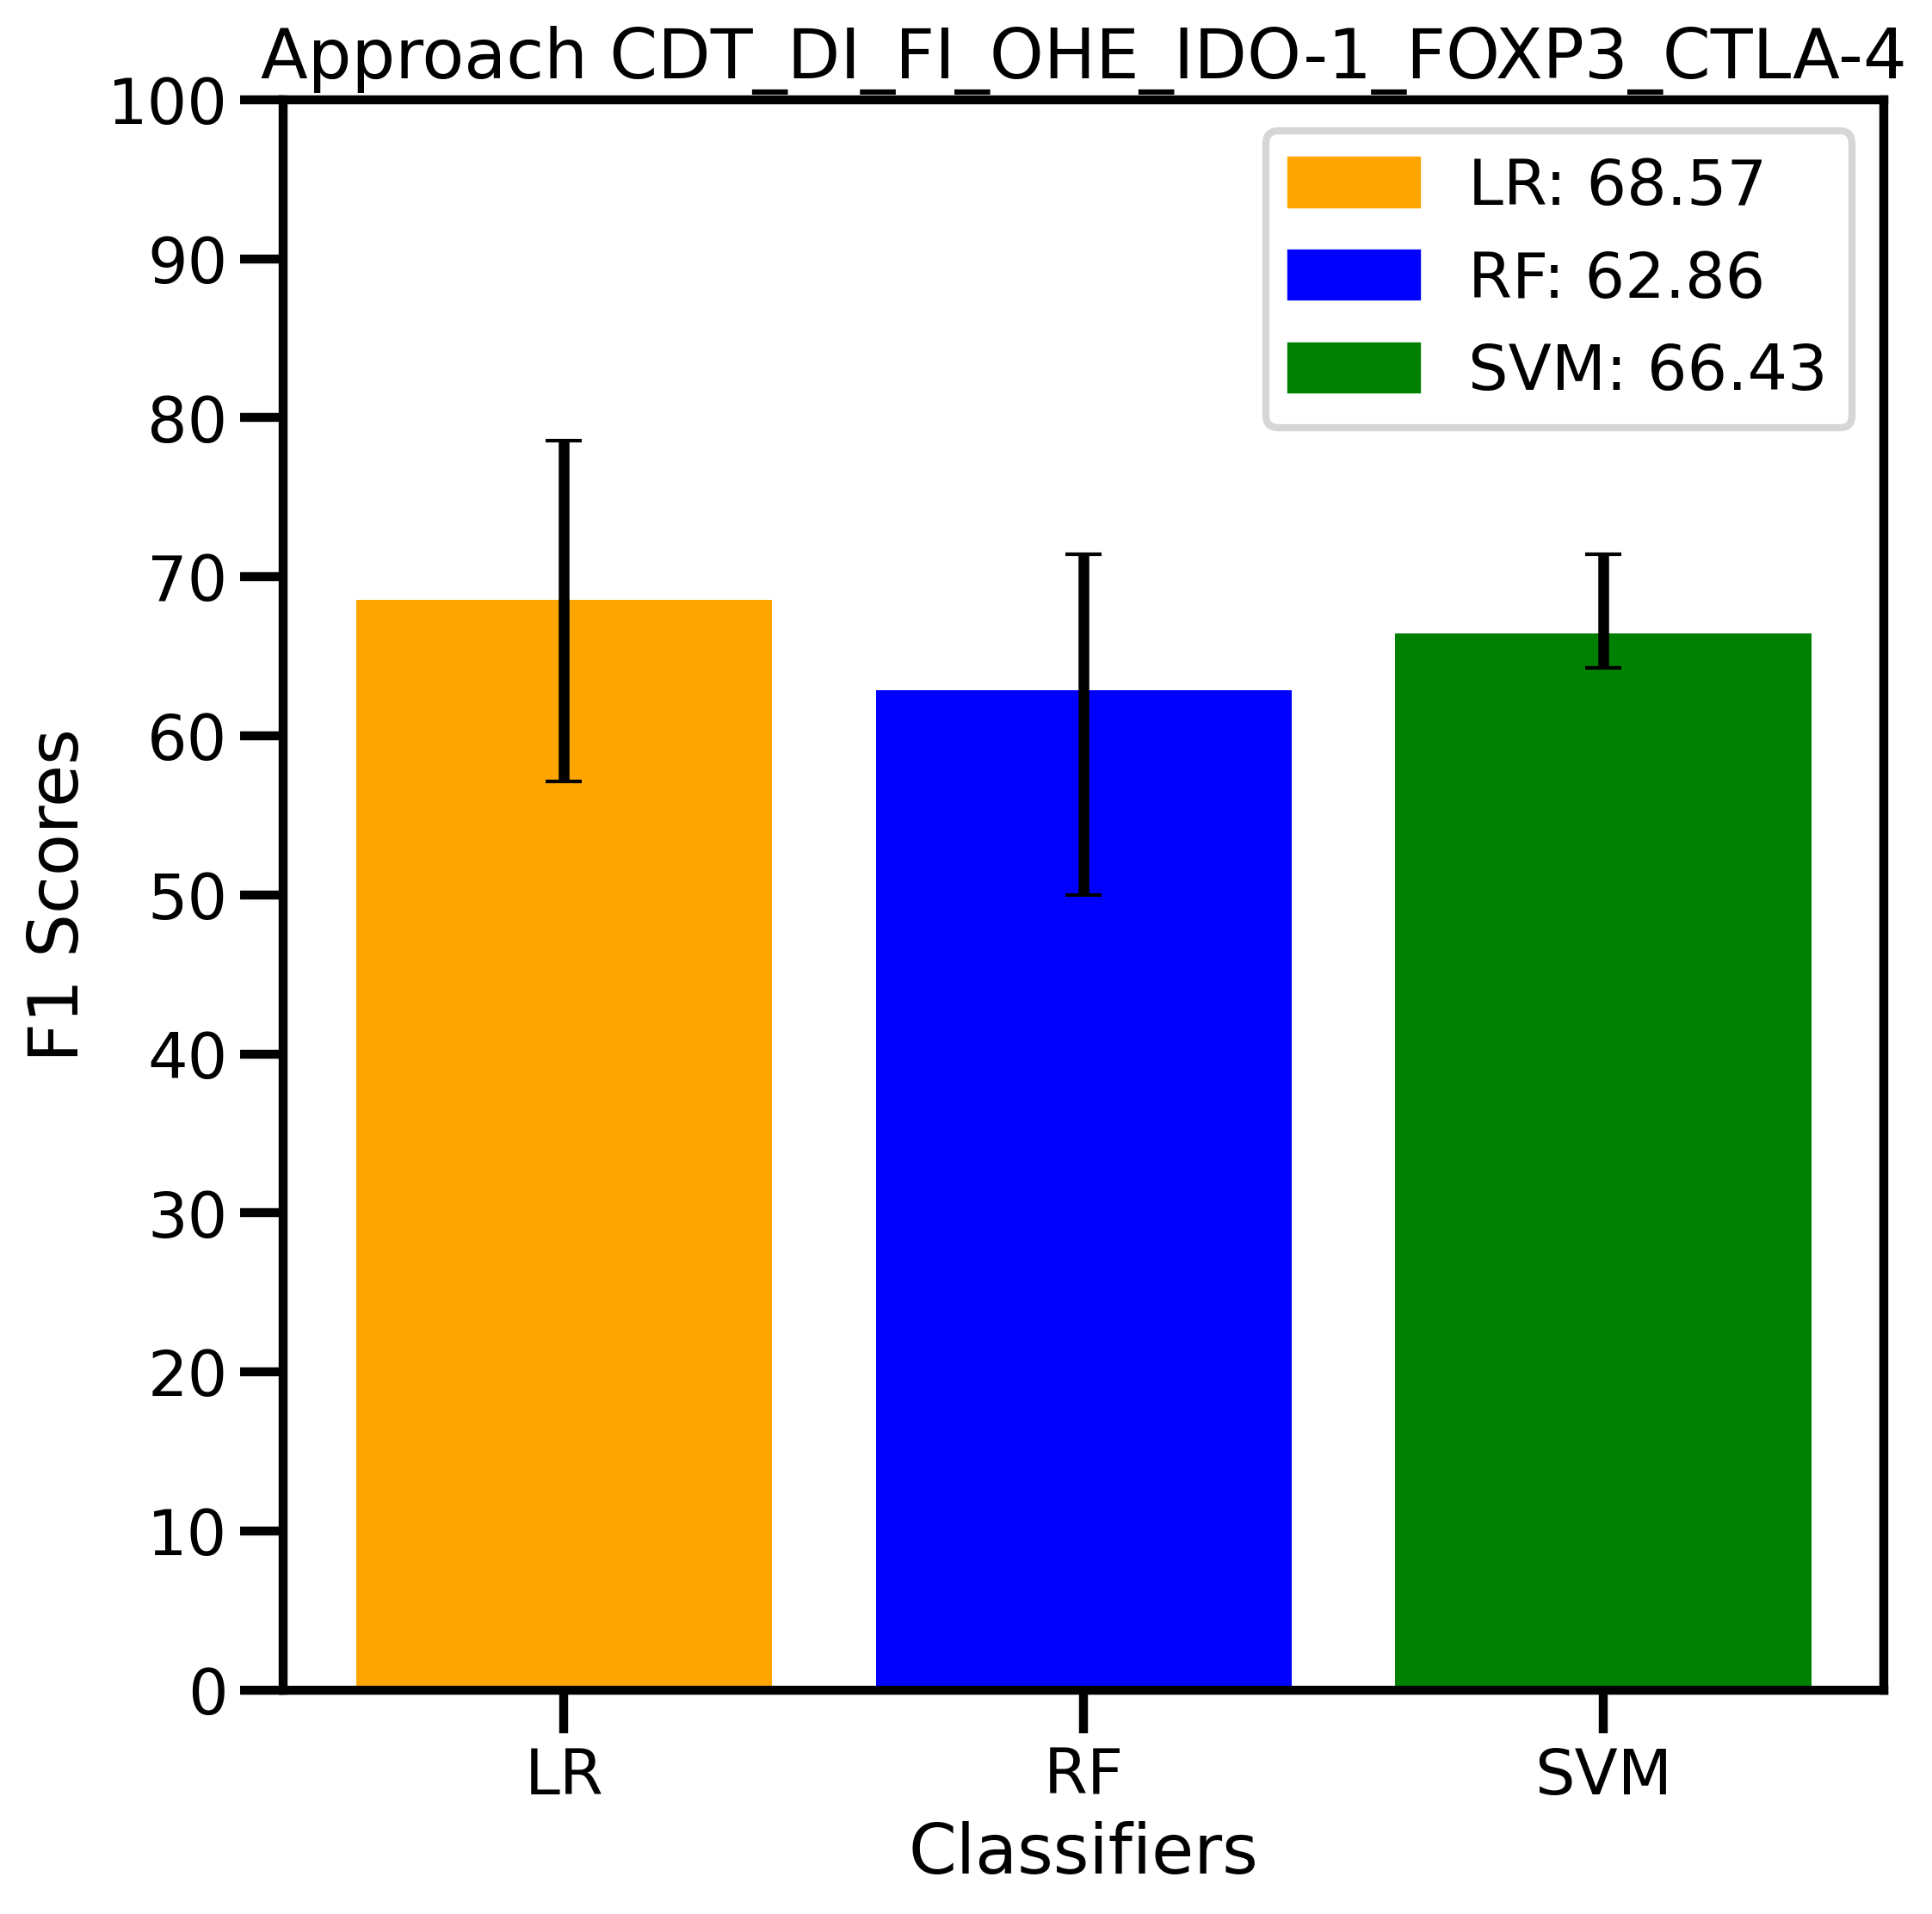 Approach CDT_DI_FI_OHE_IDO-1_FOXP3_CTLA-4
100
90
80
70
60
50
40
30
20
10
0
F1 Scores
LR: 68.57
RF: 62.86
SVM: 66.43
LR
RF
SVM
Classifiers